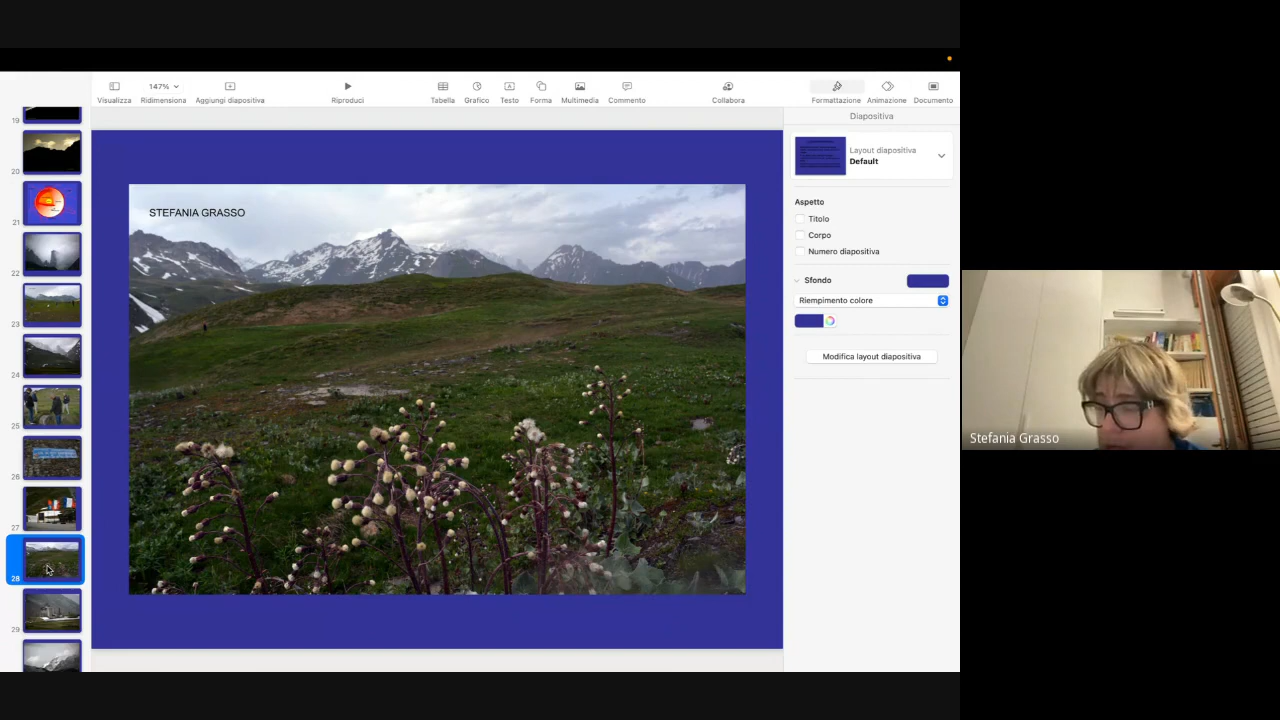 147%
Visualizza
Ridimensiona
Aggiungi diapositiva
Riproduci
Tabella
Grafico
Testo
Forma
Multimedia
Commento
Collabora
Formattazione
Animazione
Documento
Diapositiva
Layout diapositiva
Default
Aspetto
Titolo
Corpo
Numero diapositiva
Sfondo
Riempimento colore
Modifica layout diapositiva
19
20
21
22
23
24
25
26
27
28
29
STEFANIA GRASSO
Stefania Grasso